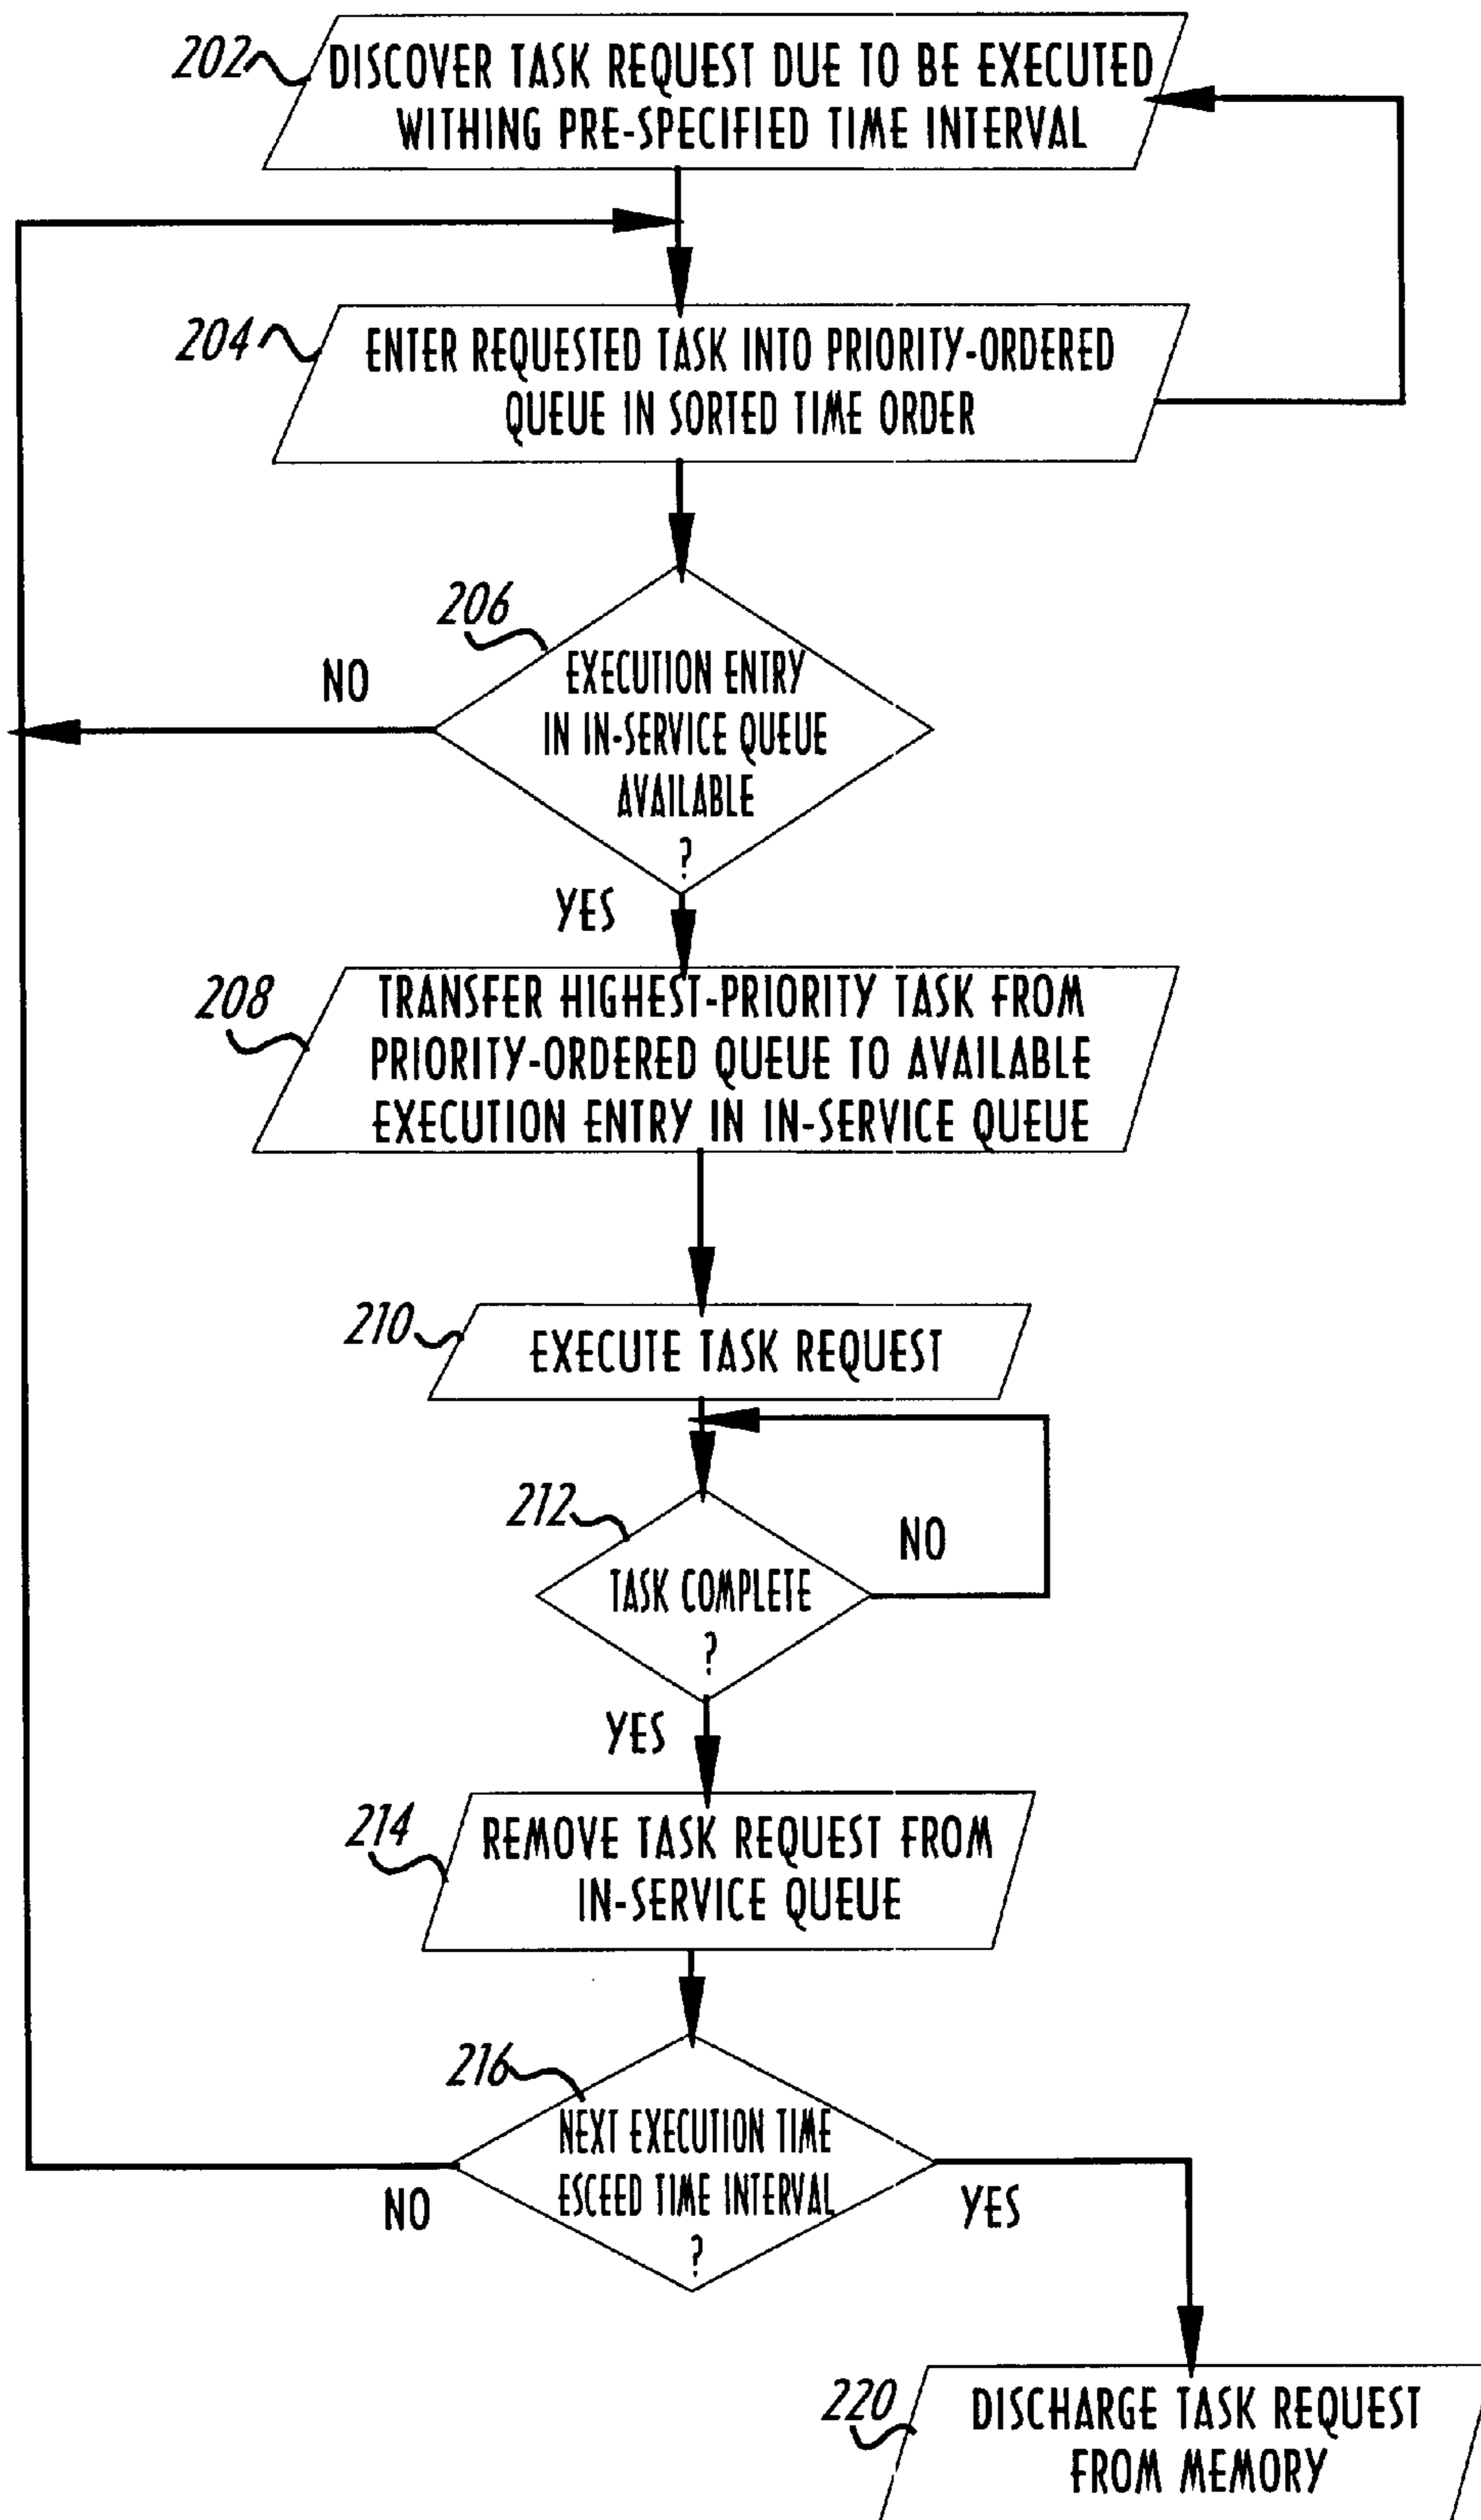 202
DISCOVER TASK REQUEST DUE TO BE EXECUTED
WITHING PRE-SPECIFIED TIME INTERVAL
204
ENTER REQUESTED TASK INTO PRIORITY-ORDERED
QUEUE IN SORTED TIME ORDER
206
NO
EXECUTION ENTRY
IN IN-SERVICE QUEUE
AVAILABLE
?
YES
208
TRANSFER HIGHEST-PRIORITY TASK FROM
PRIORITY-ORDERED QUEUE TO AVAILABLE
EXECUTION ENTRY IN IN-SERVICE QUEUE
210
EXECUTE TASK REQUEST
212
NO
TASK COMPLETE
?
YES
214
REMOVE TASK REQUEST FROM
IN-SERVICE QUEUE
216
NEXT EXECUTION TIME
ESCEED TIME INTERVAL
?
NO
YES
220
DISCHARGE TASK REQUEST
FROM MEMORY